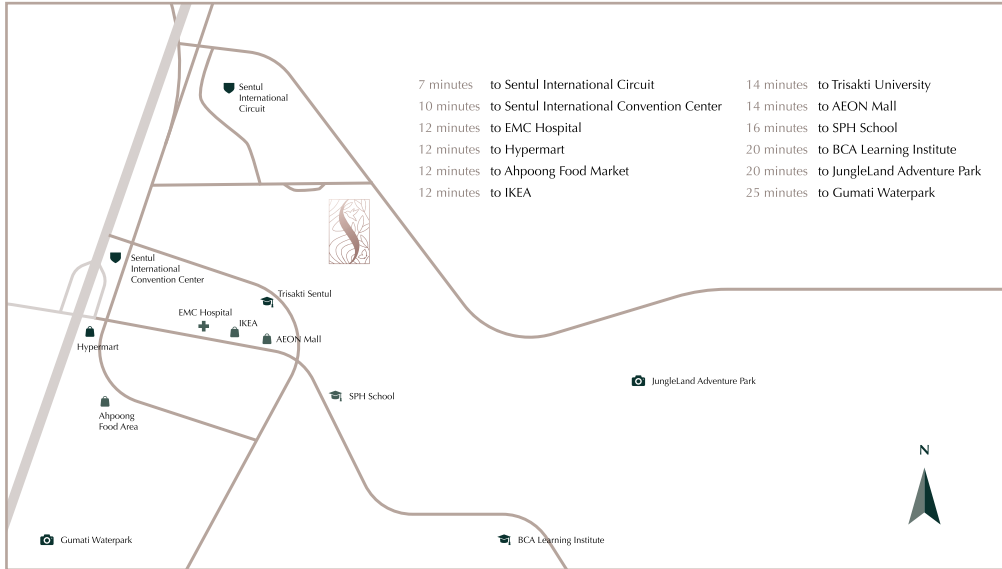 Sentul
International
Circuit
7 minutes to Sentul International Circuit
10 minutes to Sentul International Convention Center
12 minutes to EMC Hospital
12 minutes to Hypermart
12 minutes to Ahpoong Food Market
12 minutes to IKEA
14 minutes to Trisakti University
14 minutes to AEON Mall
16 minutes to SPH School
20 minutes to BCA Learning Institute
20 minutes to JungleLand Adventure Park
25 minutes to Gumati Waterpark
Sentul
International
Convention Center
Trisakti Sentul
EMC Hospital
IKEA
AEON Mall
Hypermart
JungleLand Adventure Park
SPH School
Ahpoong
Food Area
N
Gumati Waterpark
BCA Learning Institute